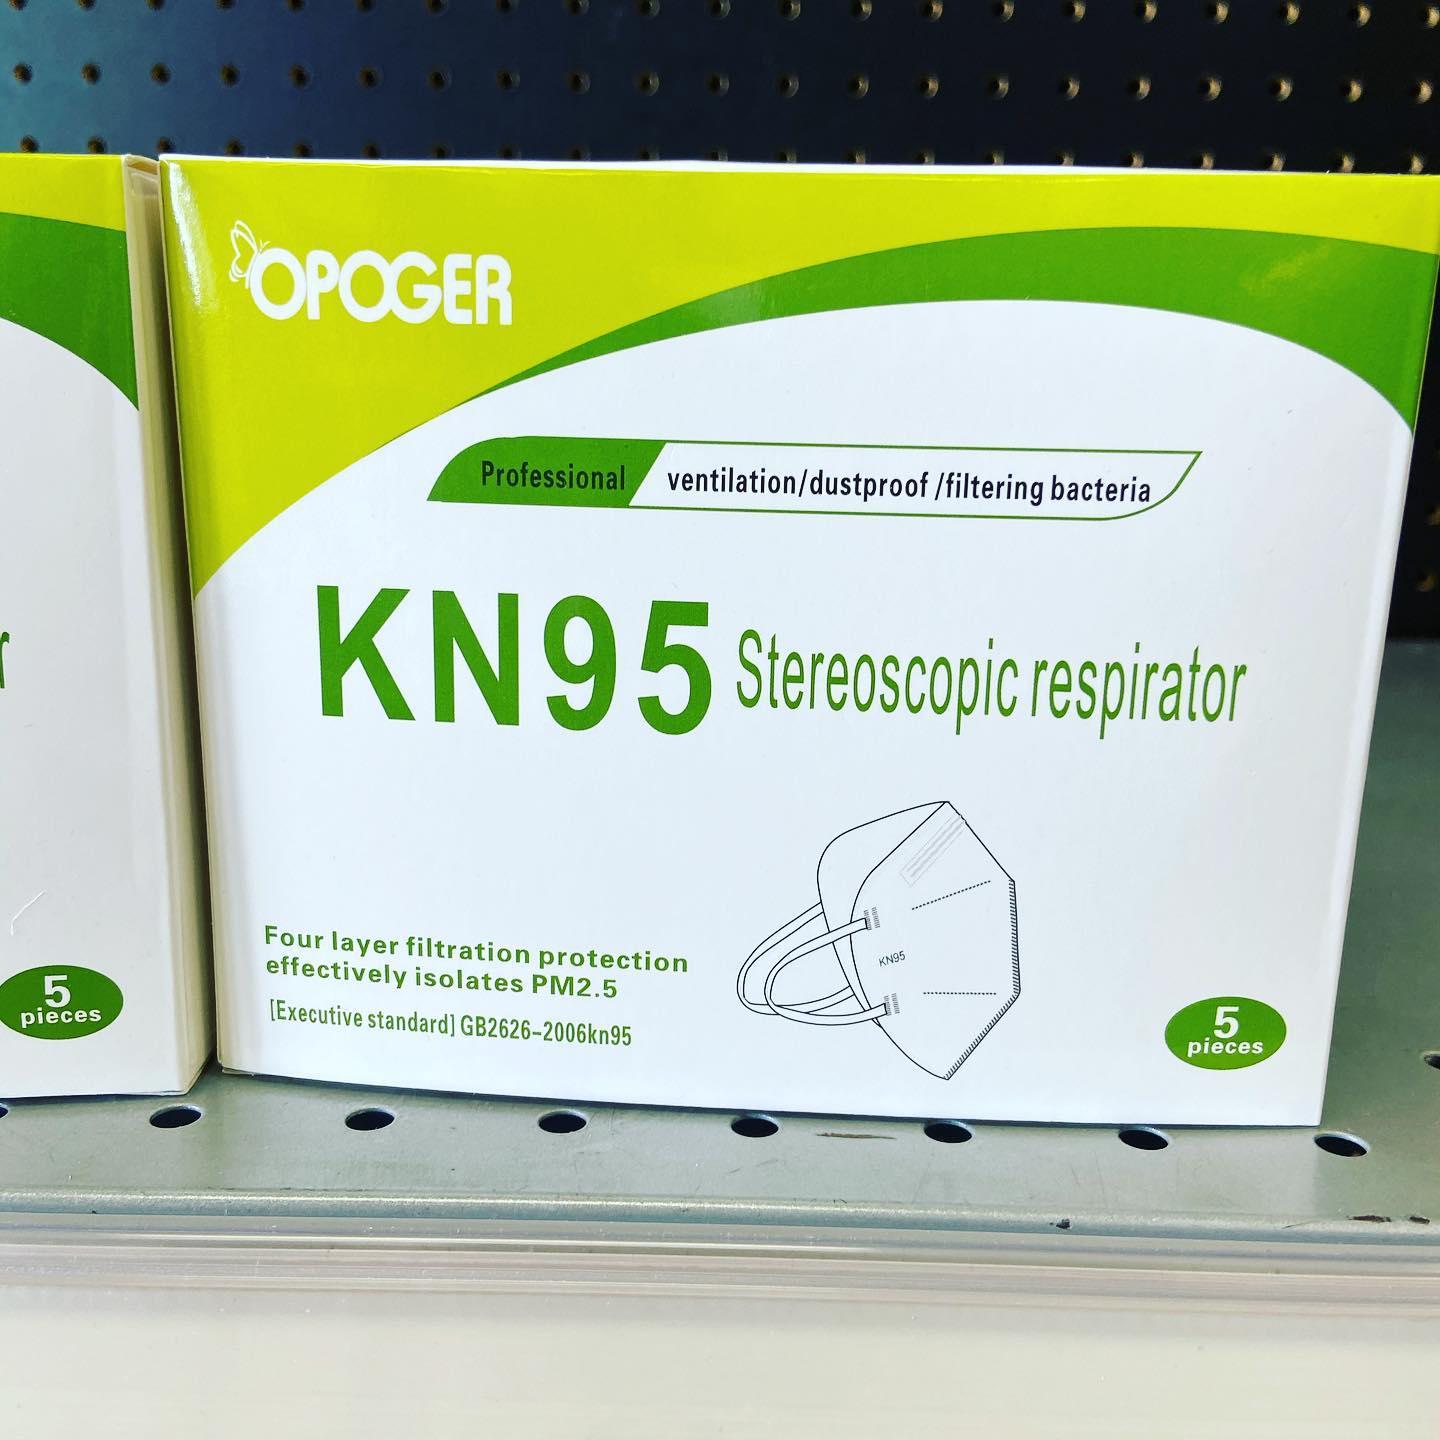 OPOGER
Professional ventilation/dustproof /filtering bacteria
KN95 Stereoscopic respirator
KN95
Four layer filtration protection
effectively isolates PM2.5
[Executive standard] GB2626-2006kn95
5
pieces
r
5
pieces